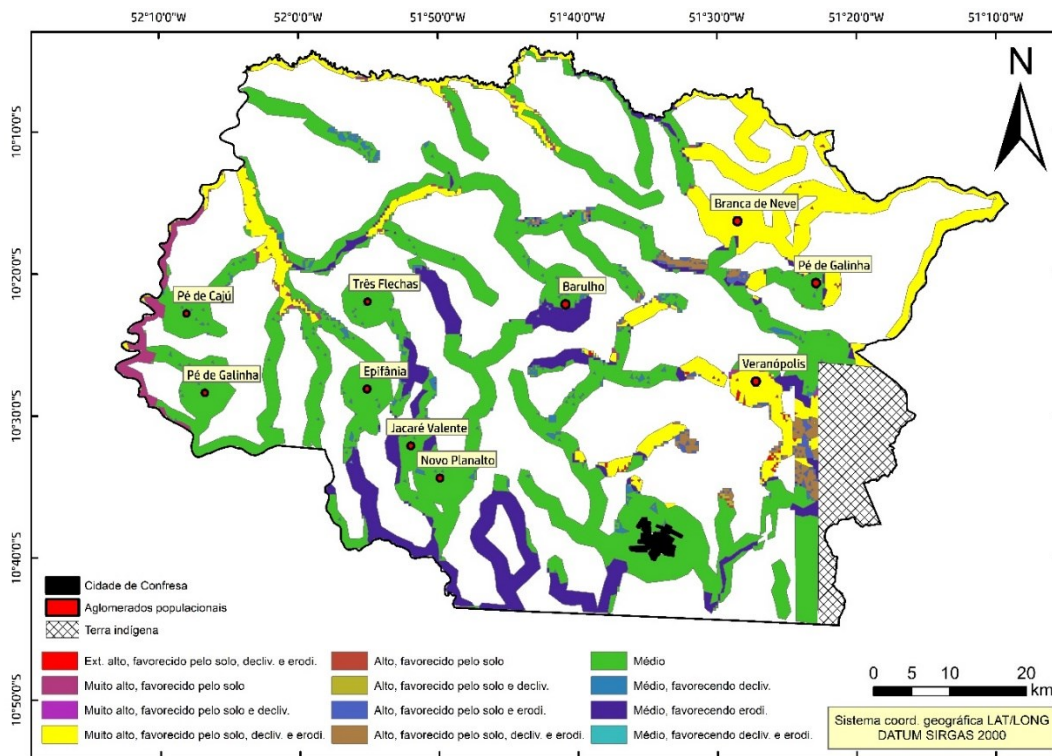 52°10'0"W
52°0'0"W
51°50'0"W
51°40'0"W
51°30'0"W
51°20'0"W
51°10'0"W
N
10°10'0"S
10°20'0"S
10°30'0"S
10°40'0"S
10°50'0"S
Branca de Neve
Pé de Galinha
Pé de Cajú
Três Flechas
Barulho
Pé de Galinha
Epifânia
Veranópolis
Jacaré Valente
Novo Planalto
Cidade de Confresa
Aglomerados populacionais
Terra indígena
Ext. alto, favorecido pelo solo, decliv. e erodi.
Muito alto, favorecido pelo solo
Muito alto, favorecido pelo solo e decliv.
Muito alto, favorecido pelo solo, decliv. e erodi.
Alto, favorecido pelo solo
Alto, favorecido pelo solo e decliv.
Alto, favorecido pelo solo e erodi.
Alto, favorecido pelo solo, decliv. e erodi.
Médio
Médio, favorecendo decliv.
Médio, favorecendo erodi.
Médio, favorecendo decliv. e erodi.
0 10 20
km
Sistema coord. geográfica LAT/LONG
DATUM SIRGAS 2000